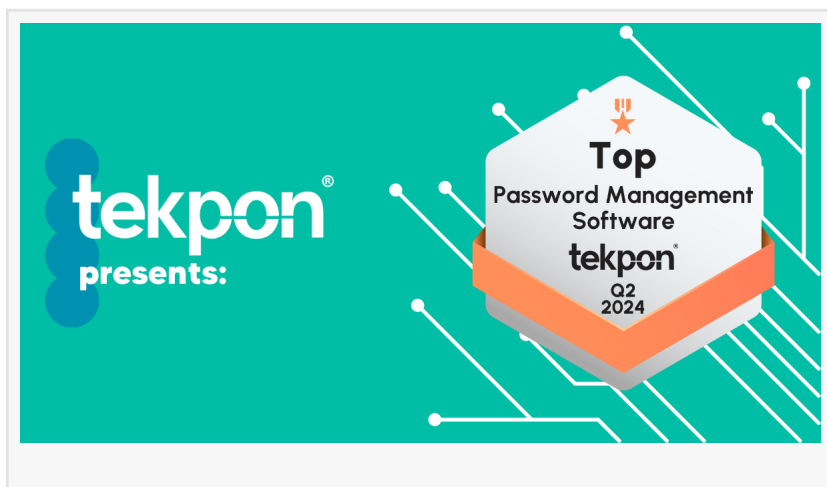 tekpon®
presents:
Top
Password Management
Software
tekpon®
Q2
2024